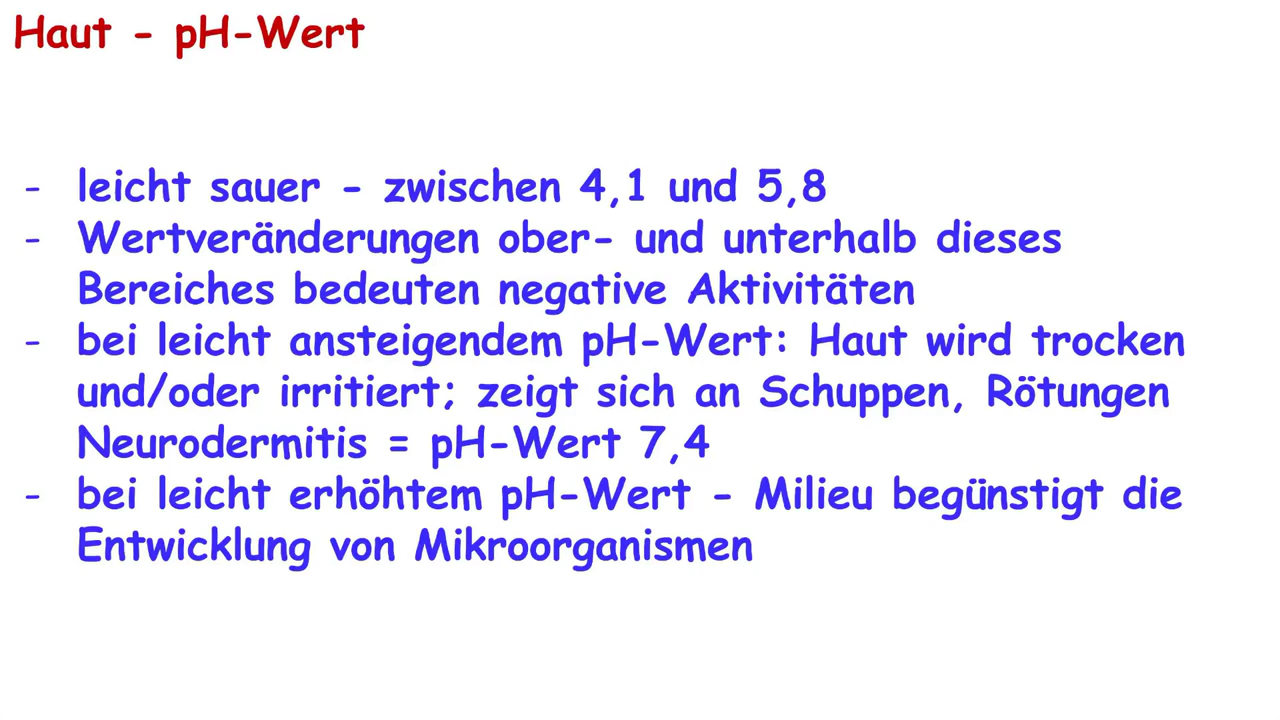 Haut - pH-Wert
- leicht sauer - zwischen 4,1 und 5,8
- Wertveränderungen ober- und unterhalb dieses
Bereiches bedeuten negative Aktivitäten
- bei leicht ansteigendem pH-Wert: Haut wird trocken
und/oder irritiert; zeigt sich an Schuppen, Rötungen
Neurodermitis = pH-Wert 7,4
- bei leicht erhöhtem pH-Wert - Milieu begünstigt die
Entwicklung von Mikroorganismen